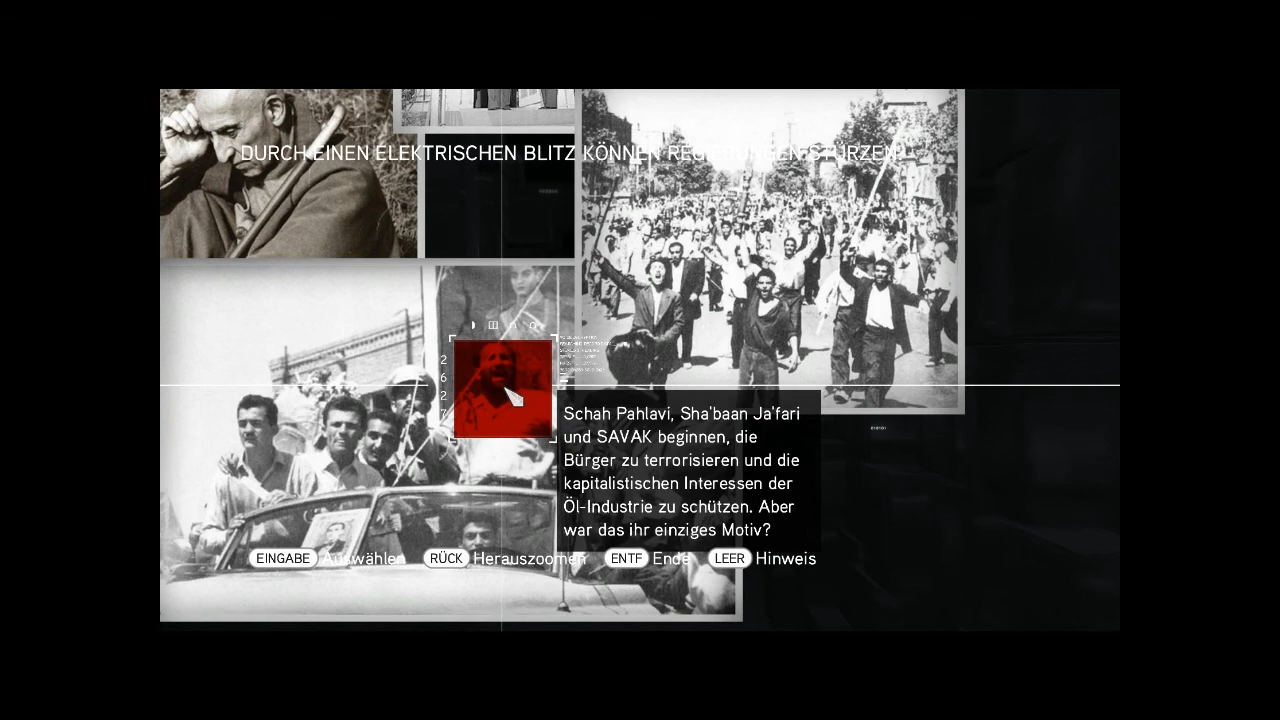 DURCH EINEN ELEKTRISCHEN BLITZ KÖNNEN REGIERUNGEN STÜRZEN.
2
6
2
7
Schah Pahlavi, Sha'baan Ja'fari
und SAVAK beginnen, die
Bürger zu terrorisieren und die
kapitalistischen Interessen der
Öl-Industrie zu schützen. Aber
war das ihr einziges Motiv?
EINGABE Auswählen RÜCK Herauszoomen ENTF Ende LEER Hinweis